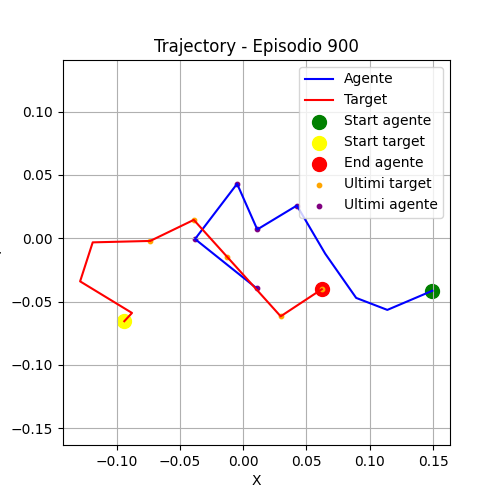 Trajectory - Episodio 900
Agente
Target
Start agente
Start target
End agente
Ultimi target
Ultimi agente
0.10
0.05
0.00
−0.05
−0.10
−0.15
−0.10
−0.05
0.00
0.05
0.10
0.15
X